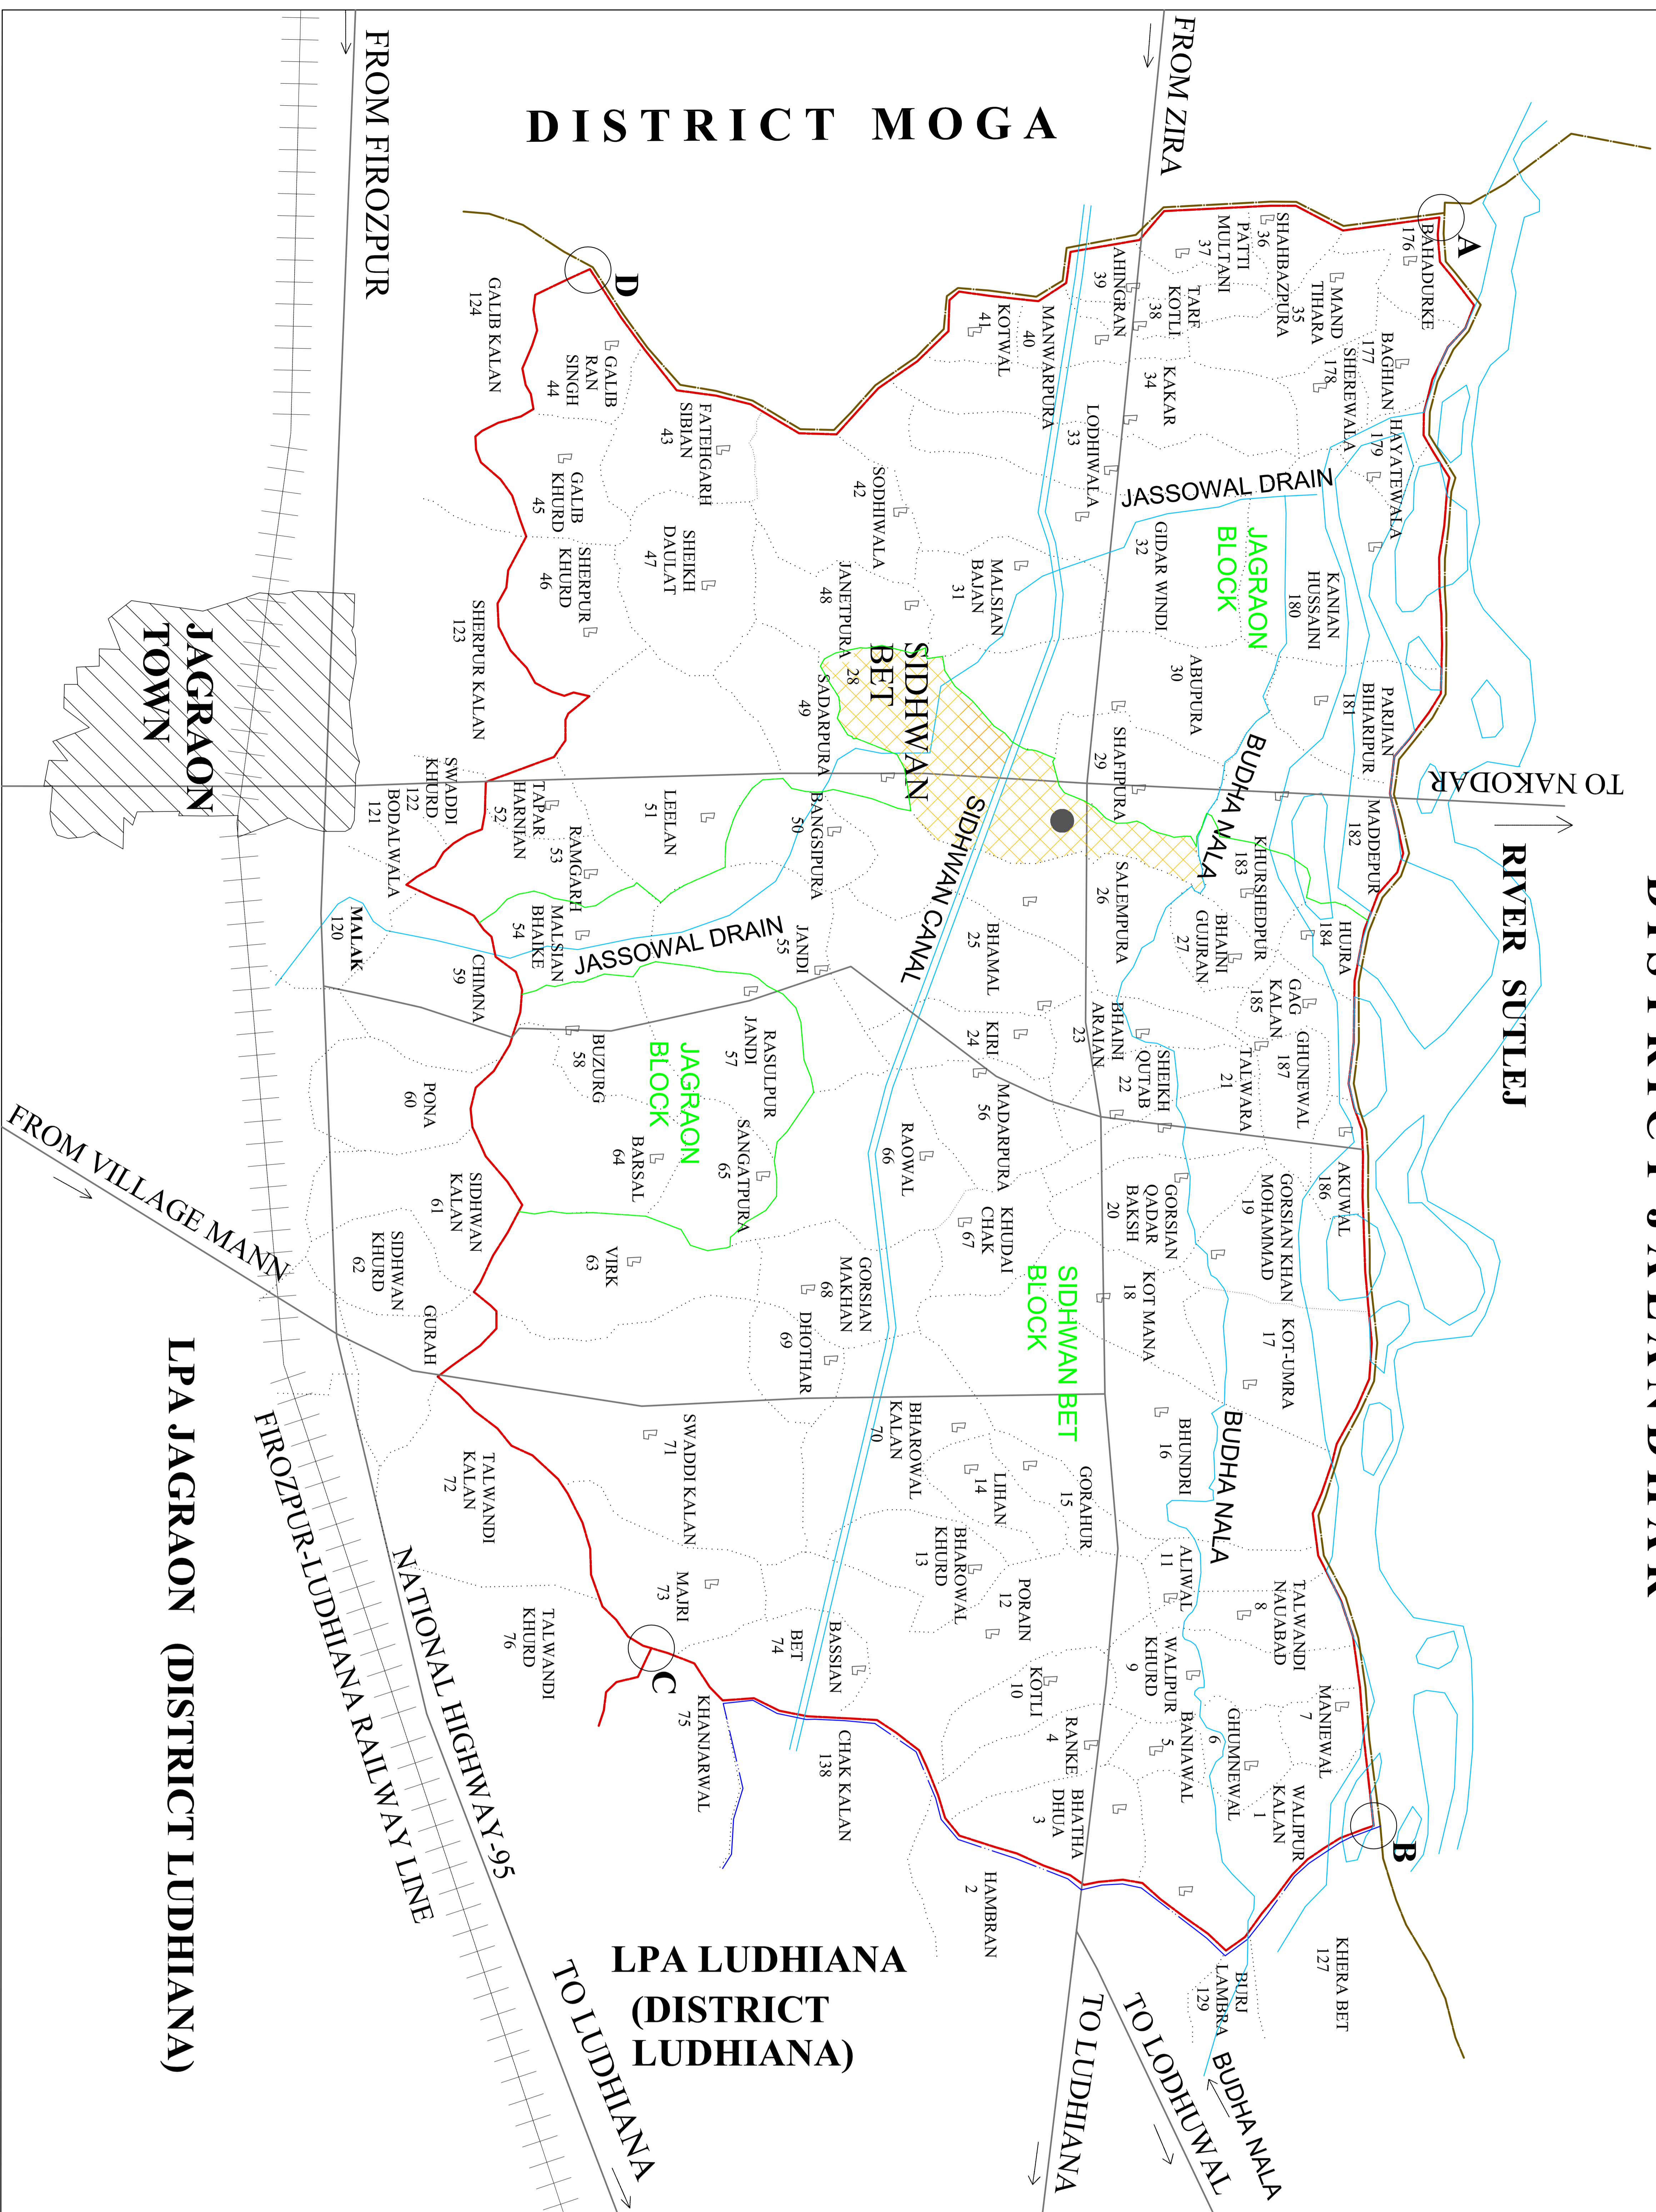 DISTRICT JALANDHAR
RIVER SUTLEJ
TO NAKODAR
DISTRICT MOGA
FROM ZIRA
FROM FIROZPUR
A
BAHADURKE
176
BAGHIAN
177
SHEREWALA
178
HAYATEWALA
179
MAND
TIHARA
35
SHAHBAZPURA
36
PATTI
MULTANI
37
TARF
KOTLI
38
AHINGRAN
39
KAKAR
34
LODHIWALA
33
MANWARPURA
40
KOTWAL
41
JASSOWAL DRAIN
JAGRAON
BLOCK
KANIAN
HUSSAINI
180
PARJIAN
BIHARIPUR
181
MADDEPUR
182
GIDAR WINDI
32
ABUPURA
30
SHAFIPURA
29
BUDHA NALA
KHURSHEDPUR
183
HUJRA
184
BHAINI
GUJRAN
27
SALEMPURA
26
GAG
KALAN
185
GHUNEWAL
187
TALWARA
21
AKUWAL
186
SHEIKH
QUTAB
22
BHAINI
ARAIAN
23
BHAMAL
25
KIRI
24
GORSIAN KHAN
MOHAMMAD
19
GORSIAN
QADAR
BAKSH
20
KOT MANA
18
KOT-UMRA
17
SIDHWAN BET
BLOCK
BHUNDRI
16
BUDHA NALA
GORAHUR
15
LIHAN
14
BHAROWAL
KHURD
13
PORAIN
12
ALIWAL
11
TALWANDI
NAUABAD
8
WALIPUR
KHURD
9
KOTLI
10
MANIEWAL
7
GHUMNEWAL
6
BANIAWAL
5
RANKE
4
BHATHA
DHUA
3
WALIPUR
KALAN
1
B
KHERA BET
127
BURJ
LAMBRA
129
BUDHA NALA
TO LODHUWAL
TO LUDHIANA
HAMBRAN
2
MALSIAN
BAJAN
31
SODHIWALA
42
SIDHWAN
BET
28
JANETPURA
48
SADARPURA
49
BANGSIPURA
50
SIDHWAN CANAL
MADARPURA
56
RAOWAL
66
KHUDAI
CHAK
67
GORSIAN
MAKHAN
68
DHOTHAR
69
BHAROWAL
KALAN
70
BASSIAN
BET
74
CHAK KALAN
138
D
GALIB
RAN
SINGH
44
GALIB KALAN
124
FATEHGARH
SIBIAN
43
GALIB
KHURD
45
SHEIKH
DAULAT
47
SHERPUR
KHURD
46
SHERPUR KALAN
123
LEELAN
51
TAPAR
HARNIAN
52
RAMGARH
53
MALSIAN
BHAIKE
54
JASSOWAL DRAIN
JANDI
55
RASULPUR
JANDI
57
BUZURG
58
JAGRAON
BLOCK
BARSAL
64
SANGATPURA
65
VIRK
63
SWADDI KALAN
71
MAJRI
73
C
KHANJARWAL
75
SWADDI
KHURD
122
BODALWALA
121
MALAK
120
CHIMNA
59
PONA
60
SIDHWAN
KALAN
61
SIDHWAN
KHURD
62
GURAH
TALWANDI
KALAN
72
TALWANDI
KHURD
76
JAGRAON
TOWN
FROM VILLAGE MANN
NATIONAL HIGHWAY-95
FIROZPUR-LUDHIANA RAILWAY LINE
TO LUDHIANA
LPA LUDHIANA
(DISTRICT
LUDHIANA)
LPA JAGRAON (DISTRICT LUDHIANA)